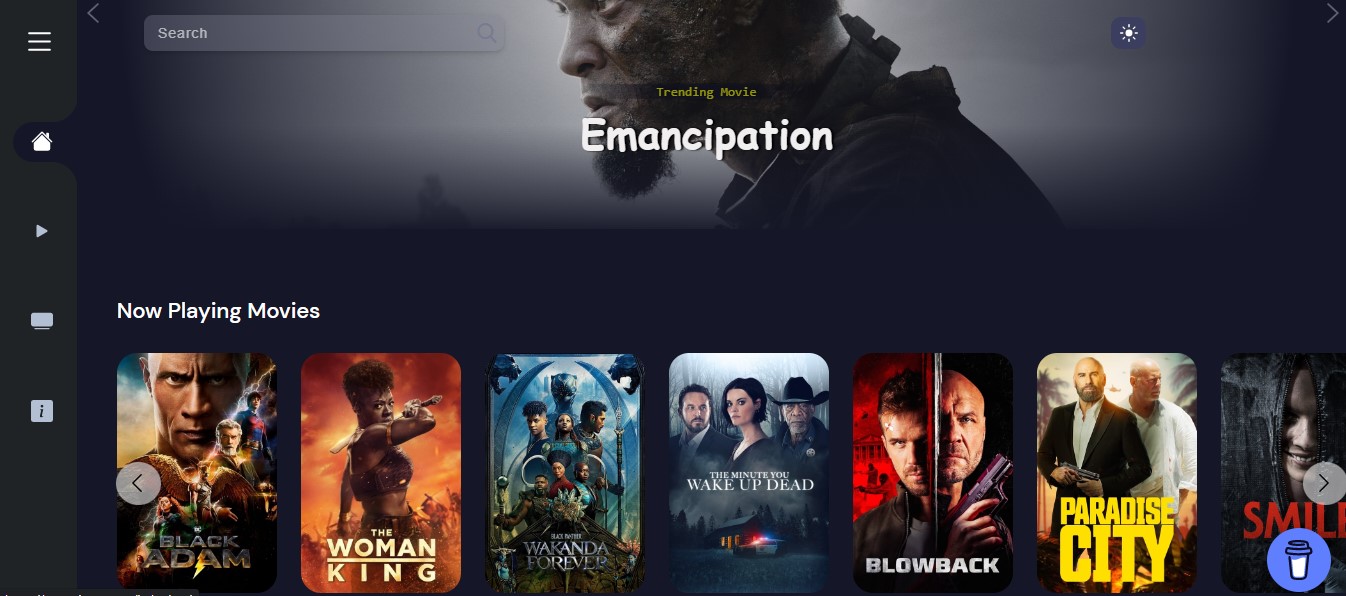 Search
Trending Movie
Emancipation
Now Playing Movies
DC
BLACK
ADAM
THE
WOMAN
KING
BLACK PANTHER
WAKANDA
FOREVER
THE MINUTE YOU
WAKE UP DEAD
BLOWBACK
PARADISE
CITY
SMILE
i